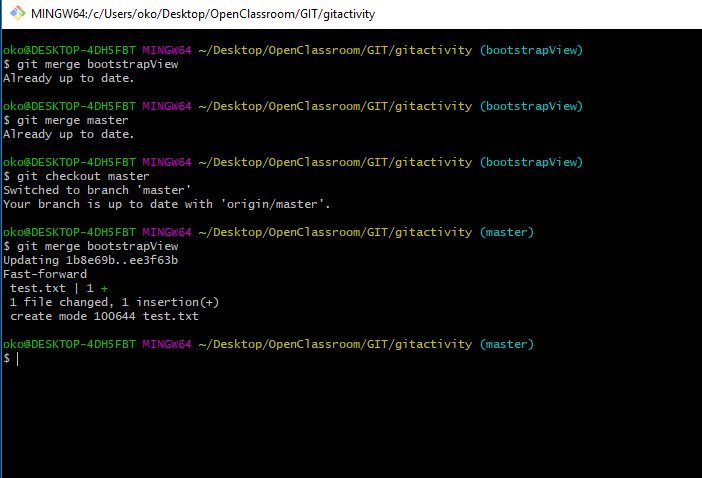 MINGW64:/c/Users/oko/Desktop/OpenClassroom/GIT/gitactivity
oko@DESKTOP-4DH5FBT MINGW64 ~/Desktop/OpenClassroom/GIT/gitactivity (bootstrapView)
$ git merge bootstrapView
Already up to date.
oko@DESKTOP-4DH5FBT MINGW64 ~/Desktop/OpenClassroom/GIT/gitactivity (bootstrapView)
$ git merge master
Already up to date.
oko@DESKTOP-4DH5FBT MINGW64 ~/Desktop/OpenClassroom/GIT/gitactivity (bootstrapView)
$ git checkout master
Switched to branch 'master'
Your branch is up to date with 'origin/master'.
oko@DESKTOP-4DH5FBT MINGW64 ~/Desktop/OpenClassroom/GIT/gitactivity (master)
$ git merge bootstrapView
Updating 1b8e69b..ee3f63b
Fast-forward
 test.txt | 1 +
 1 file changed, 1 insertion(+)
 create mode 100644 test.txt
oko@DESKTOP-4DH5FBT MINGW64 ~/Desktop/OpenClassroom/GIT/gitactivity (master)
$